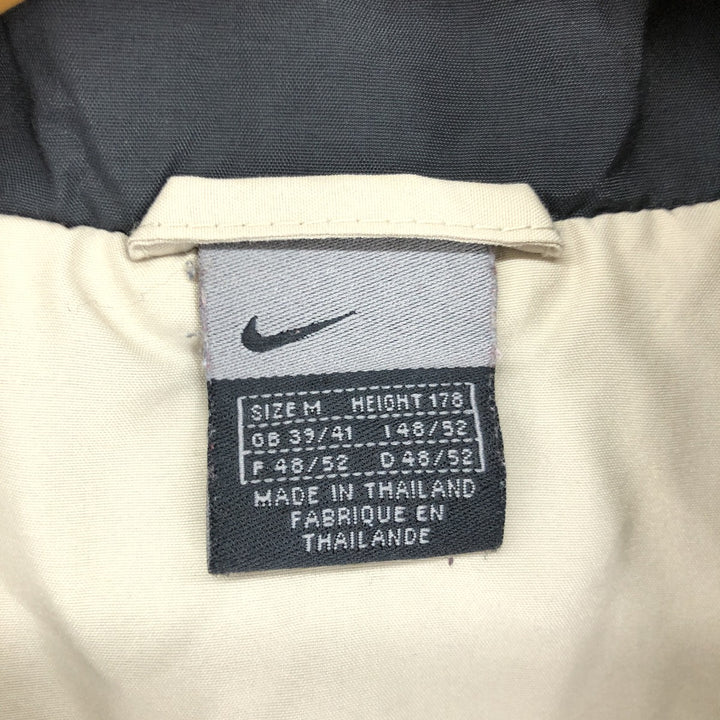 SIZE M HEIGHT 178
GB 39/41 I 48/52
F 48/52 D 48/52
MADE IN THAILAND
FABRIQUE EN
THAILANDE